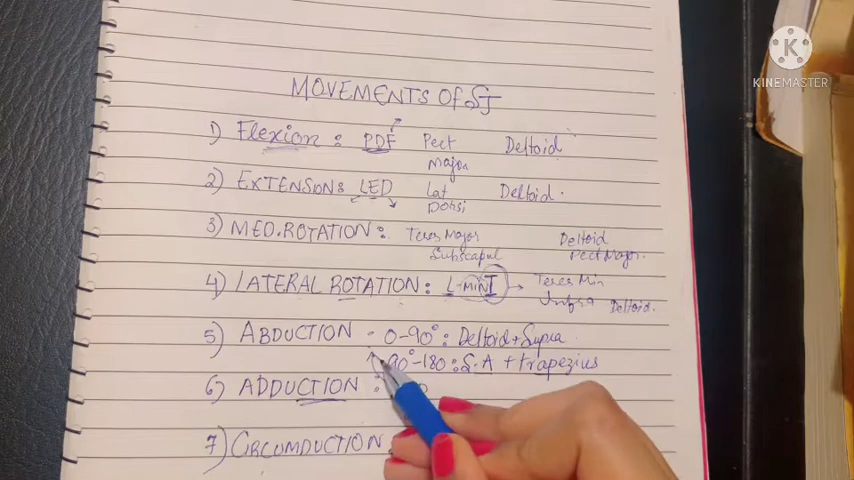 MOVEMENTS Of SJ
1) Flexion : PDF Pect Deltoid
Major
2) EXTENSON: LED Lat Deltoid.
Dorsi
3) MED.ROTATION : Teres Major Deltoid
Subscapul Pect Major.
4) LATERAL ROTATION : L-MINI → Teres Min
Infra Deltoid.
5) ABDUCTION - 0-90° : Deltoid + Supra
90°-180 : S.A + trapezius
6) ADDUCTION :
7) CIRCUMDUCTION
K
KINEMASTER